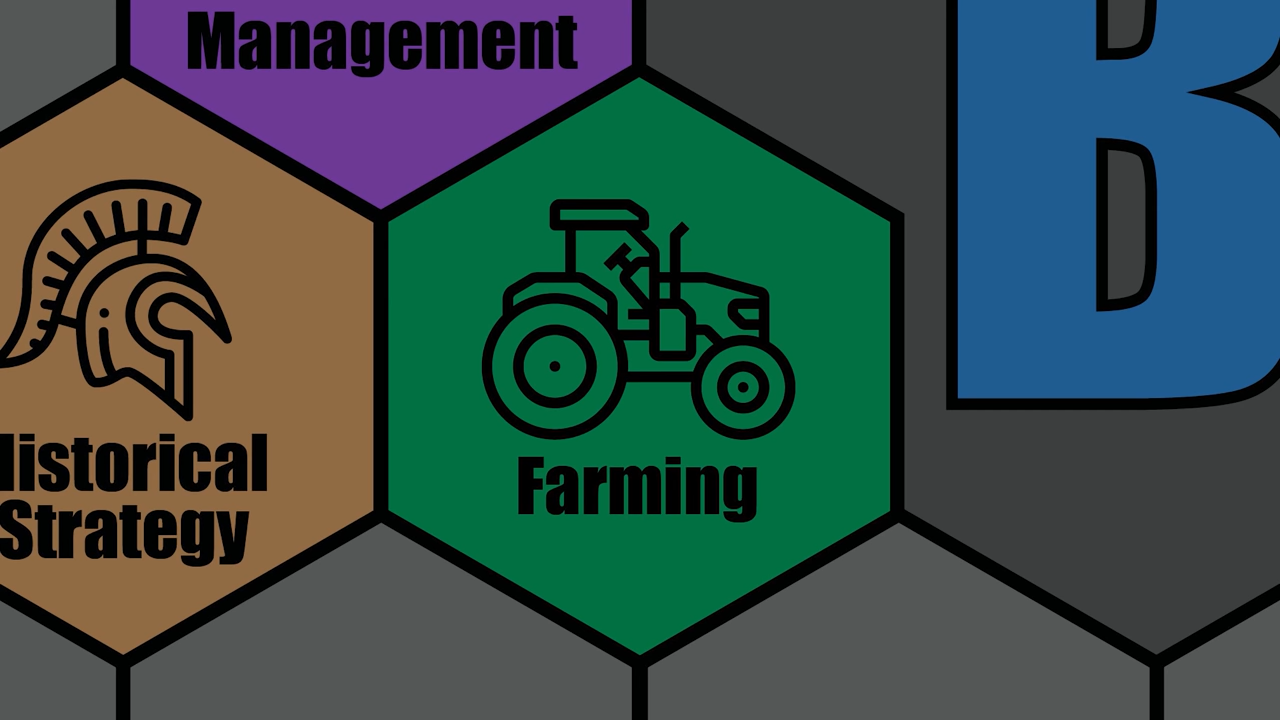 Management
B
Farming
Historical
Strategy